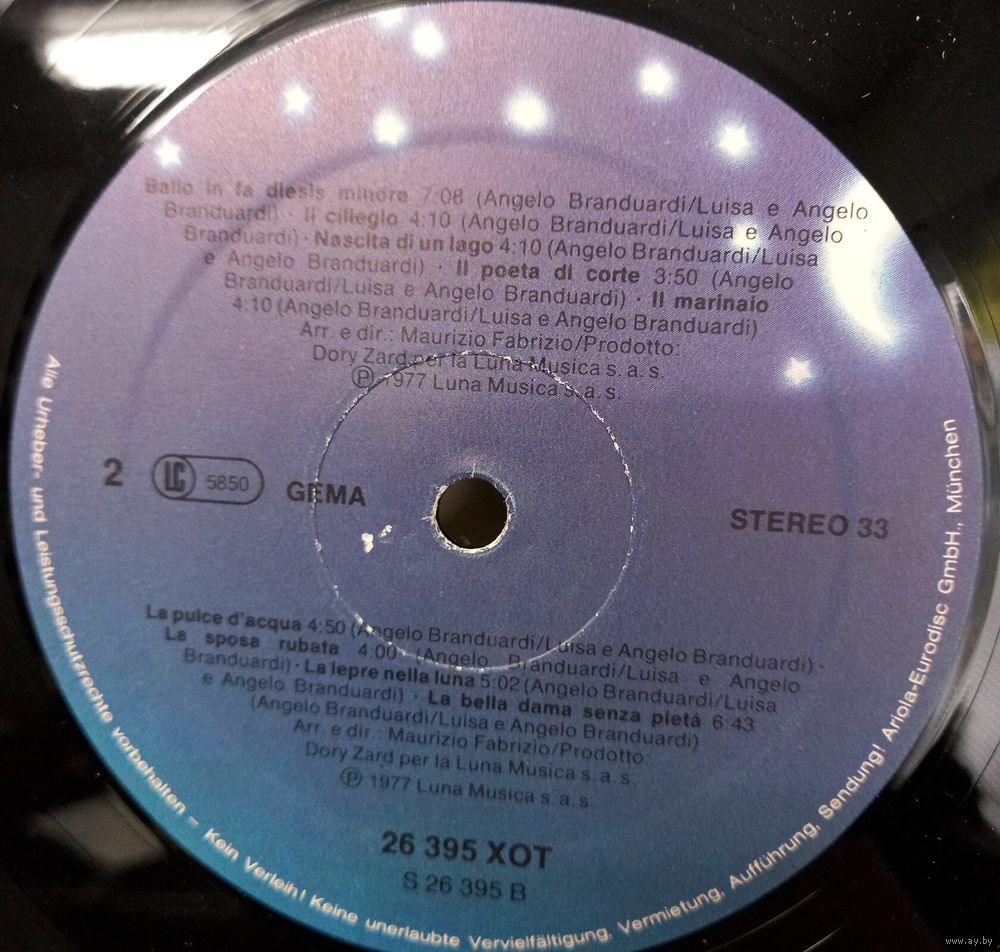 Ballo in fa diesis minore 7:08 (Angelo Branduardi/Luisa e Angelo
Branduardi) · Il ciliegio 4:10 (Angelo Branduardi/Luisa e Angelo
Branduardi) · Nascita di un lago 4:10 (Angelo Branduardi/Luisa
e Angelo Branduardi) · Il poeta di corte 3:50 (Angelo
Branduardi/Luisa e Angelo Branduardi) · Il marinaio
4:10 (Angelo Branduardi/Luisa e Angelo Branduardi)
Arr. e dir.: Maurizio Fabrizio/Prodotto:
Dory Zard per la Luna Musica s. a. s.
Ⓟ 1977 Luna Musica s. a. s.
2 LC 5850 GEMA
STEREO 33
La pulce d'acqua 4:50 (Angelo Branduardi/Luisa e Angelo Branduardi) ·
La sposa rubata 4:00 (Angelo Branduardi/Luisa e Angelo
Branduardi) · La lepre nella luna 5:02 (Angelo Branduardi/Luisa
e Angelo Branduardi) · La bella dama senza pietá 6:43
(Angelo Branduardi/Luisa e Angelo Branduardi)
Arr. e dir.: Maurizio Fabrizio/Prodotto:
Dory Zard per la Luna Musica s. a. s.
Ⓟ 1977 Luna Musica s. a. s.
26 395 XOT
S 26 395 B
Alle Urheber- und Leistungsschutzrechte vorbehalten – Kein Verleih! Keine unerlaubte Vervielfältigung, Vermietung, Aufführung, Sendung! Ariola-Eurodisc GmbH., München
www.ay.by